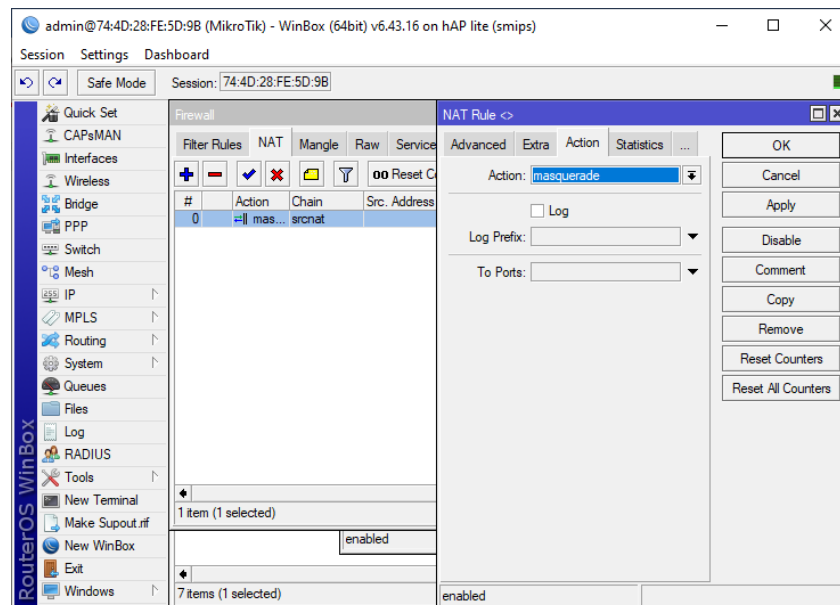 admin@74:4D:28:FE:5D:9B (MikroTik) - WinBox (64bit) v6.43.16 on hAP lite (smips)
Session Settings Dashboard
Safe Mode Session: 74:4D:28:FE:5D:9B
RouterOS WinBox
Quick Set
CAPsMAN
Interfaces
Wireless
Bridge
PPP
Switch
Mesh
IP
MPLS
Routing
System
Queues
Files
Log
RADIUS
Tools
New Terminal
Make Supout.rif
New WinBox
Exit
Windows
Firewall
Filter Rules NAT Mangle Raw Service
00 Reset Co
# Action Chain Src. Address
0 mas... srcnat
1 item (1 selected)
enabled
7 items (1 selected)
NAT Rule <>
Advanced Extra Action Statistics ...
Action: masquerade
Log
Log Prefix:
To Ports:
OK
Cancel
Apply
Disable
Comment
Copy
Remove
Reset Counters
Reset All Counters
enabled